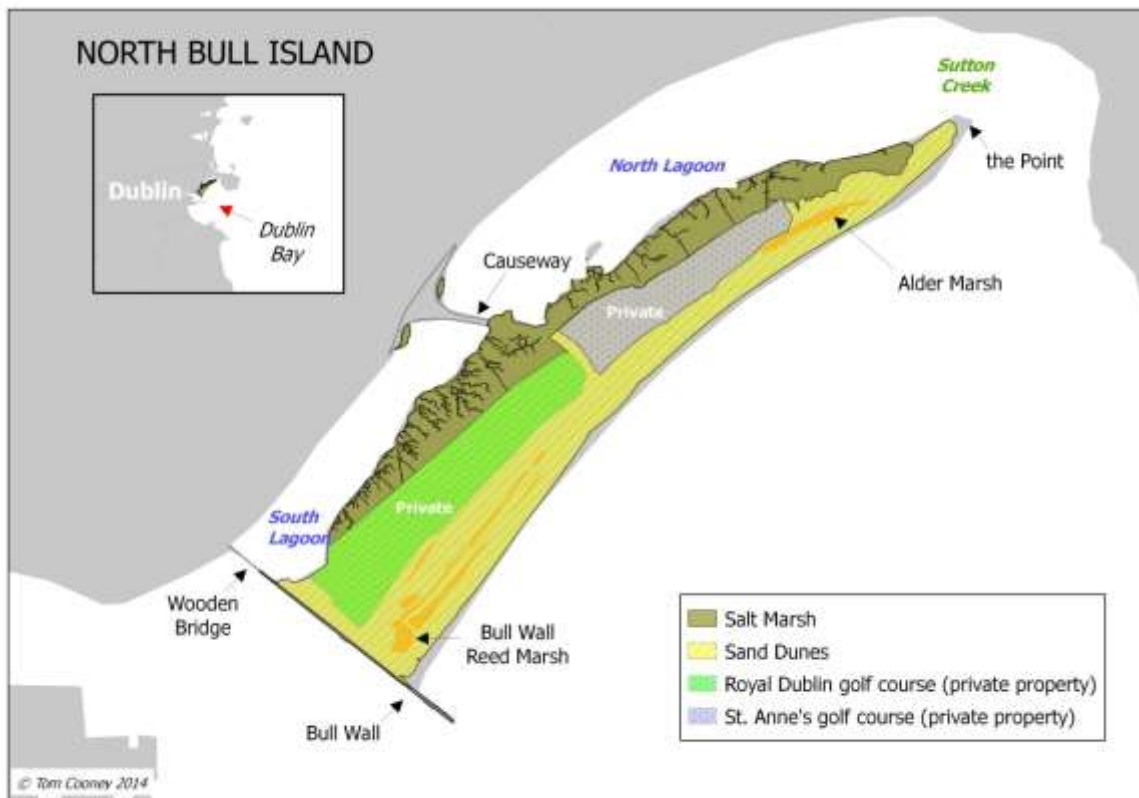 NORTH BULL ISLAND
Dublin
Dublin
Bay
Sutton
Creek
the Point
North Lagoon
Alder Marsh
Causeway
Private
Private
South
Lagoon
Wooden
Bridge
Bull Wall
Reed Marsh
Bull Wall
Salt Marsh
Sand Dunes
Royal Dublin golf course (private property)
St. Anne's golf course (private property)
© Tom Cooney 2014